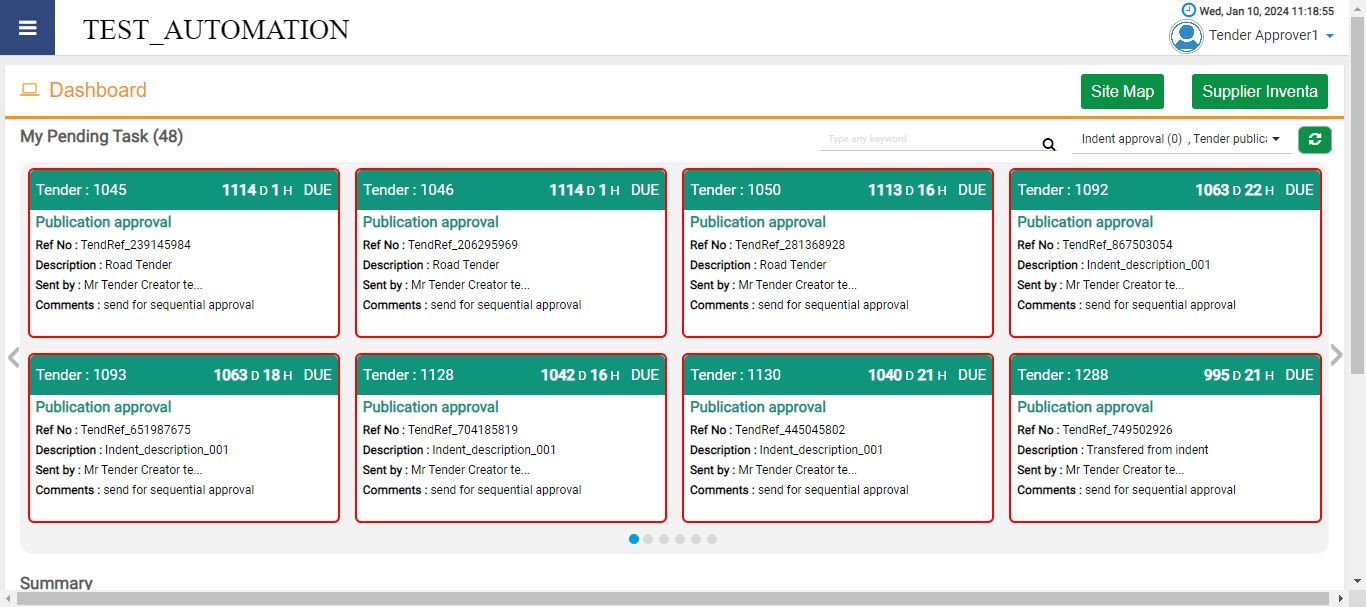 TEST_AUTOMATION
Wed, Jan 10, 2024 11:18:55
Tender Approver1
Dashboard
Site Map
Supplier Inventa
My Pending Task (48)
Type any keyword
Indent approval (0) , Tender public
Tender : 1045 1114 D 1 H DUE
Publication approval
Ref No : TendRef_239145984
Description : Road Tender
Sent by : Mr Tender Creator te...
Comments : send for sequential approval
Tender : 1046 1114 D 1 H DUE
Publication approval
Ref No : TendRef_206295969
Description : Road Tender
Sent by : Mr Tender Creator te...
Comments : send for sequential approval
Tender : 1050 1113 D 16 H DUE
Publication approval
Ref No : TendRef_281368928
Description : Road Tender
Sent by : Mr Tender Creator te...
Comments : send for sequential approval
Tender : 1092 1063 D 22 H DUE
Publication approval
Ref No : TendRef_867503054
Description : Indent_description_001
Sent by : Mr Tender Creator te...
Comments : send for sequential approval
Tender : 1093 1063 D 18 H DUE
Publication approval
Ref No : TendRef_651987675
Description : Indent_description_001
Sent by : Mr Tender Creator te...
Comments : send for sequential approval
Tender : 1128 1042 D 16 H DUE
Publication approval
Ref No : TendRef_704185819
Description : Indent_description_001
Sent by : Mr Tender Creator te...
Comments : send for sequential approval
Tender : 1130 1040 D 21 H DUE
Publication approval
Ref No : TendRef_445045802
Description : Indent_description_001
Sent by : Mr Tender Creator te...
Comments : send for sequential approval
Tender : 1288 995 D 21 H DUE
Publication approval
Ref No : TendRef_749502926
Description : Transfered from indent
Sent by : Mr Tender Creator te...
Comments : send for sequential approval
Summary